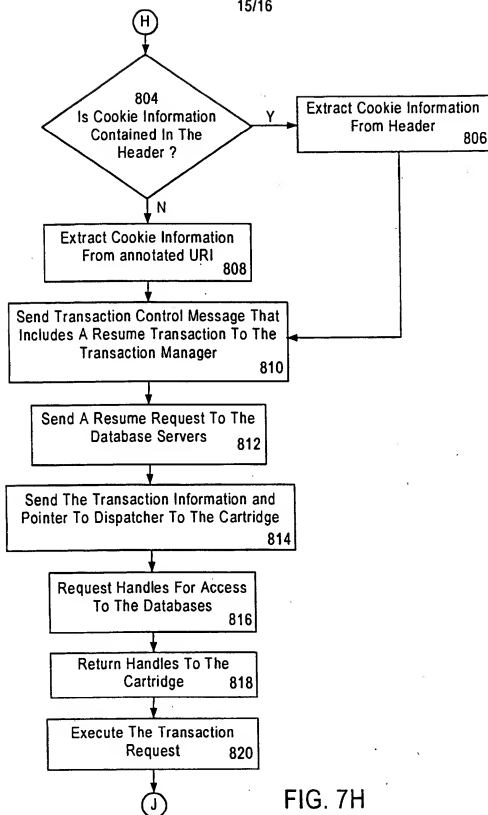 15/16
H
804
Is Cookie Information
Contained In The
Header ?
Y
Extract Cookie Information
From Header
806
N
Extract Cookie Information
From annotated URI
808
Send Transaction Control Message That
Includes A Resume Transaction To The
Transaction Manager
810
Send A Resume Request To The
Database Servers
812
Send The Transaction Information and
Pointer To Dispatcher To The Cartridge
814
Request Handles For Access
To The Databases
816
Return Handles To The
Cartridge
818
Execute The Transaction
Request
820
J
FIG. 7H